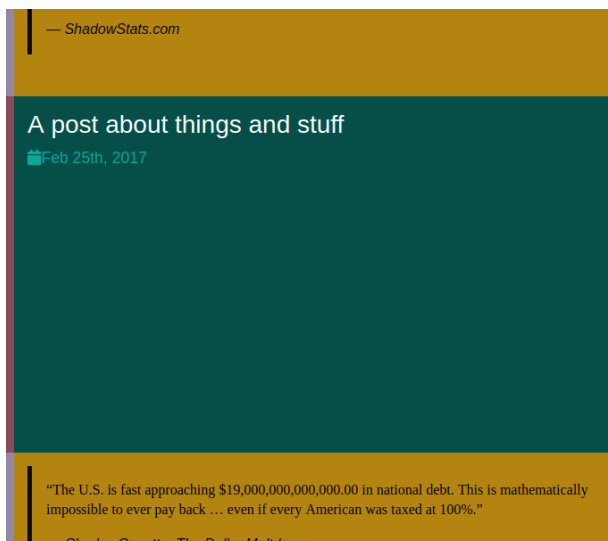 — ShadowStats.com
A post about things and stuff
Feb 25th, 2017
“The U.S. is fast approaching $19,000,000,000,000.00 in national debt. This is mathematically
impossible to ever pay back … even if every American was taxed at 100%.”